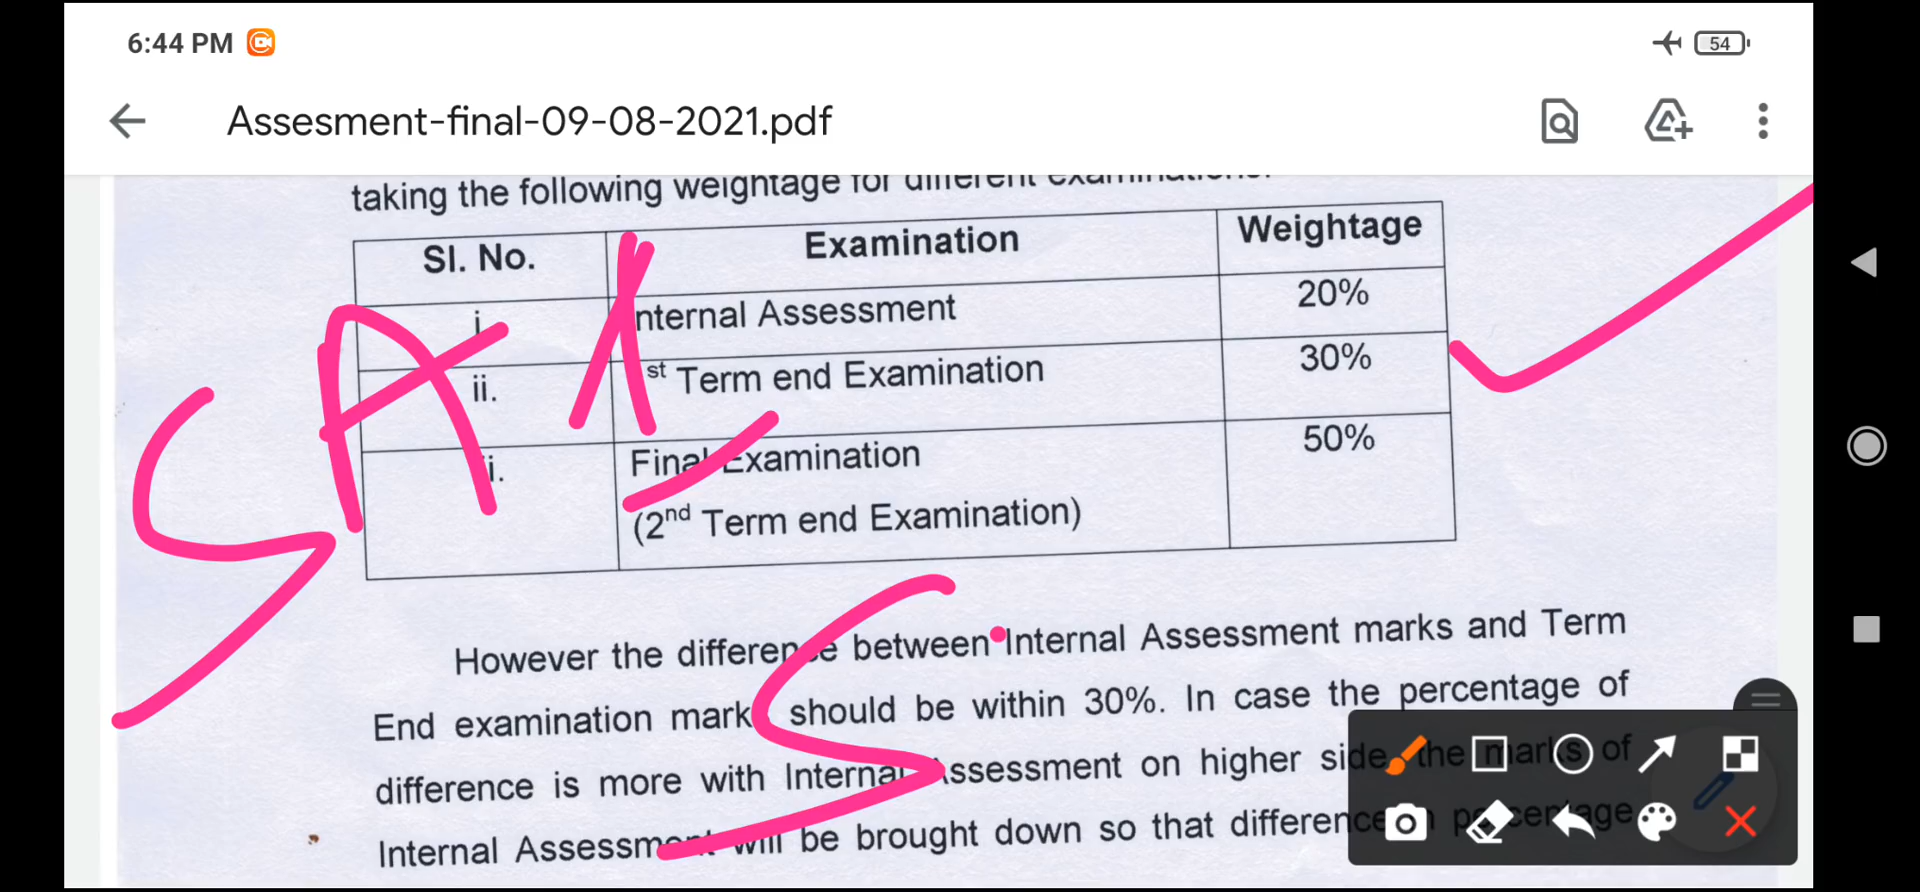 6:44 PM
54
Assesment-final-09-08-2021.pdf
taking the following weightage for different examinations.
Sl. No. Examination Weightage
i. Internal Assessment 20%
ii. 1st Term end Examination 30%
Final Examination 50%
(2nd Term end Examination)
However the difference between Internal Assessment marks and Term
End examination marks should be within 30%. In case the percentage of
difference is more with Internal Assessment on higher side, the marks of
Internal Assessment will be brought down so that difference percentage